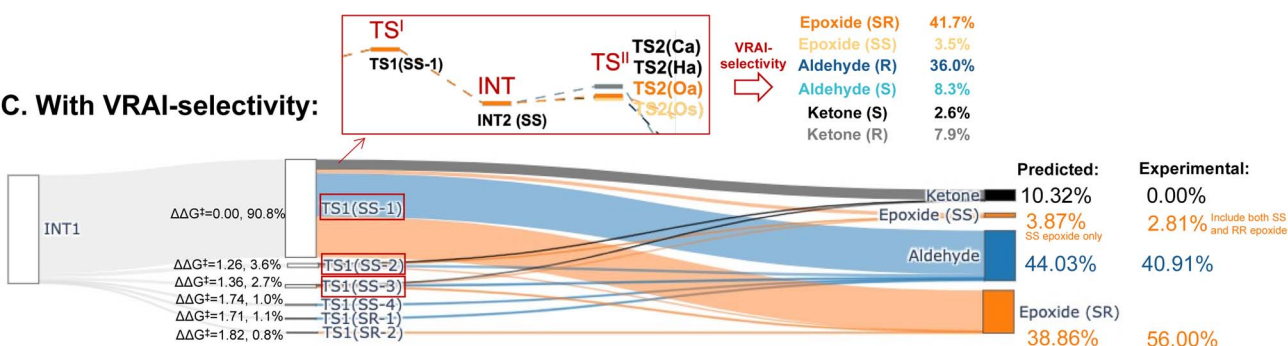 C. With VRAI-selectivity:
TSᴵ
TS1(SS-1)
INT
INT2 (SS)
TSᴵᴵ
TS2(Ca)
TS2(Ha)
TS2(Oa)
TS2(Os)
VRAI-
selectivity
Epoxide (SR) 41.7%
Epoxide (SS) 3.5%
Aldehyde (R) 36.0%
Aldehyde (S) 8.3%
Ketone (S) 2.6%
Ketone (R) 7.9%
INT1
ΔΔG‡=0.00, 90.8%
ΔΔG‡=1.26, 3.6%
ΔΔG‡=1.36, 2.7%
ΔΔG‡=1.74, 1.0%
ΔΔG‡=1.71, 1.1%
ΔΔG‡=1.82, 0.8%
TS1(SS-1)
TS1(SS-2)
TS1(SS-3)
TS1(SS-4)
TS1(SR-1)
TS1(SR-2)
Predicted: Experimental:
Ketone 10.32% 0.00%
Epoxide (SS) 3.87% 2.81% Include both SS
and RR epoxide
SS epoxide only
Aldehyde 44.03% 40.91%
Epoxide (SR)
38.86% 56.00%